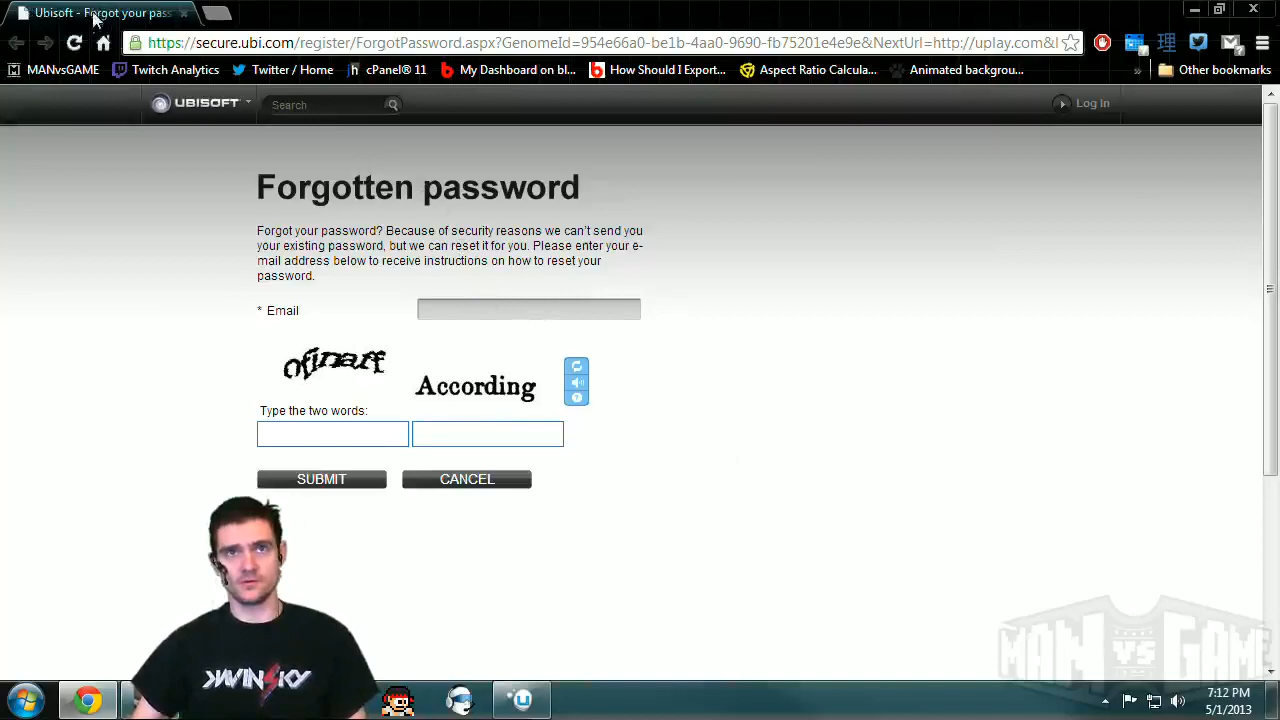 Ubisoft - Forgot your pass
https://secure.ubi.com/register/ForgotPassword.aspx?GenomeId=954e66a0-be1b-4aa0-9690-fb75201e4e9e&NextUrl=http://uplay.com&l
MANvsGAME Twitch Analytics Twitter / Home cPanel® 11 My Dashboard on bl... How Should I Export... Aspect Ratio Calcula... Animated backgrou... » Other bookmarks
UBISOFT Search Log In
Forgotten password
Forgot your password? Because of security reasons we can't send you
your existing password, but we can reset it for you. Please enter your e-
mail address below to receive instructions on how to reset your
password.
* Email
ofinaff According
Type the two words:
SUBMIT CANCEL
KAVINSKY
MAN vs GAME
7:12 PM
5/1/2013